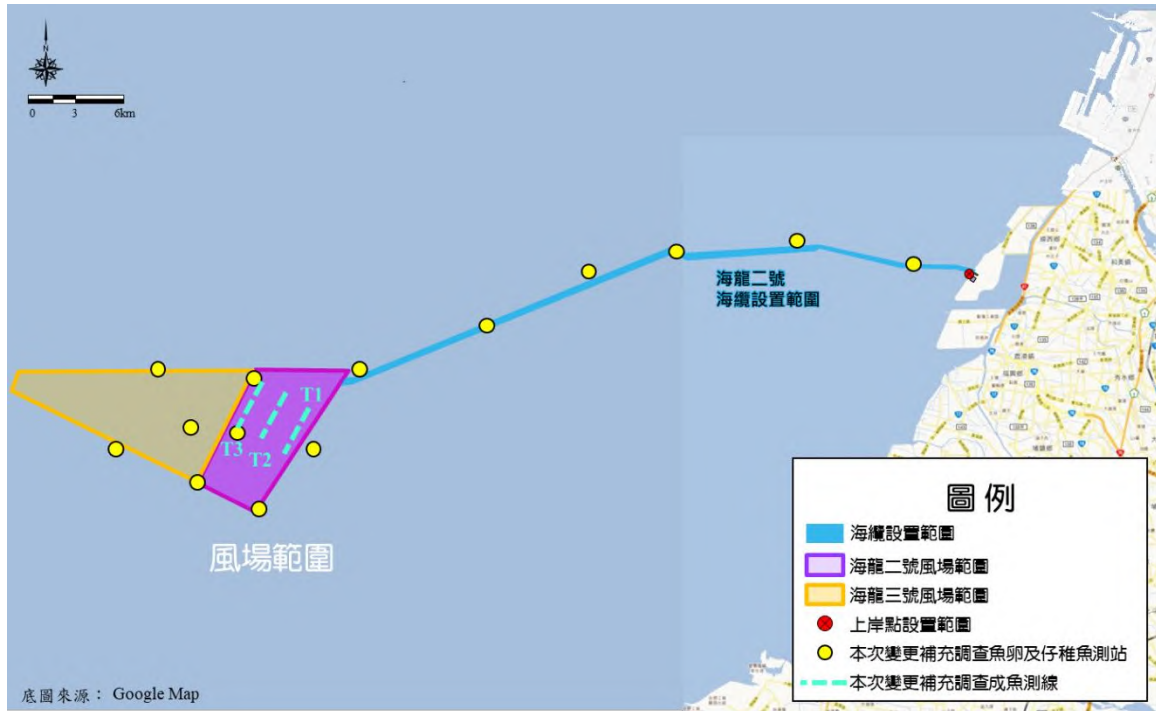 N
0 3 6km
海龍二號
海纜設置範圍
T1
T3
T2
風場範圍
圖例
海纜設置範圍
海龍二號風場範圍
海龍三號風場範圍
上岸點設置範圍
本次變更補充調查魚卵及仔稚魚測站
本次變更補充調查成魚測線
底圖來源： Google Map